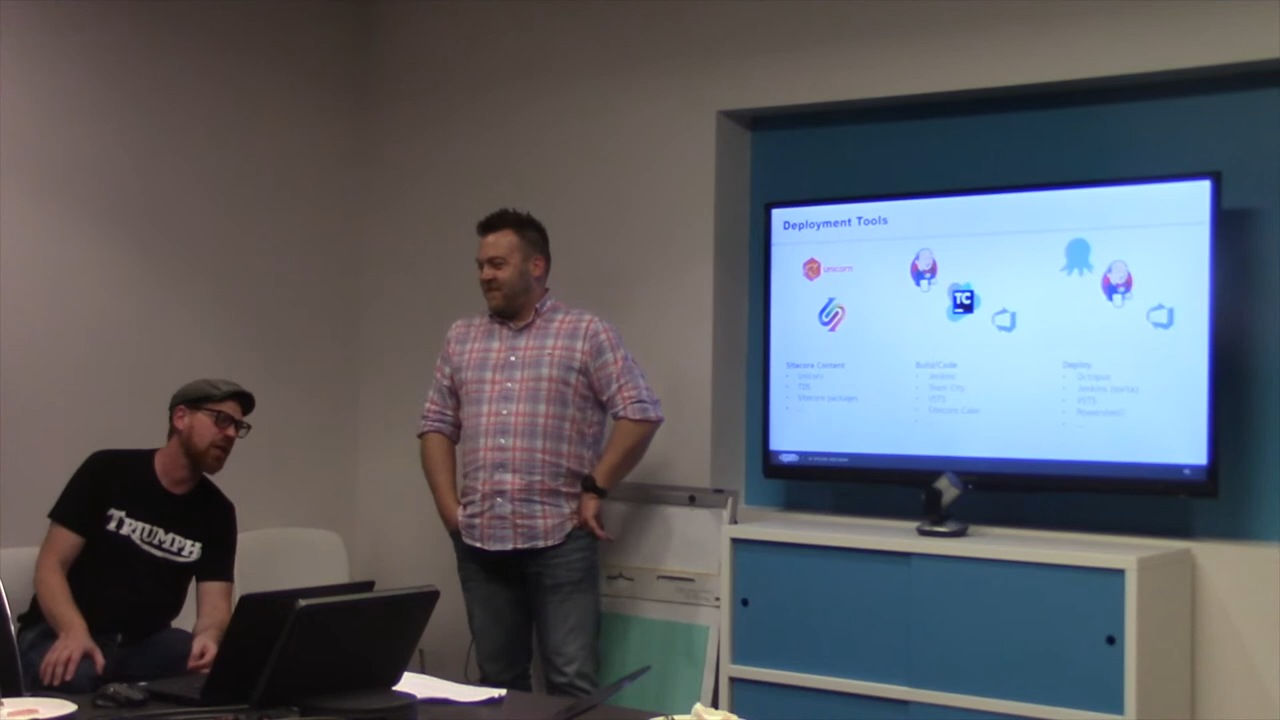 Deployment Tools
unicorn
TC
Sitecore Content
Unicorn
TDS
Sitecore packages
Build/Code
Jenkins
Team City
VSTS
Sitecore Cake
Deploy
Octopus
Jenkins (sorta)
VSTS
Powershell
TRIUMPH